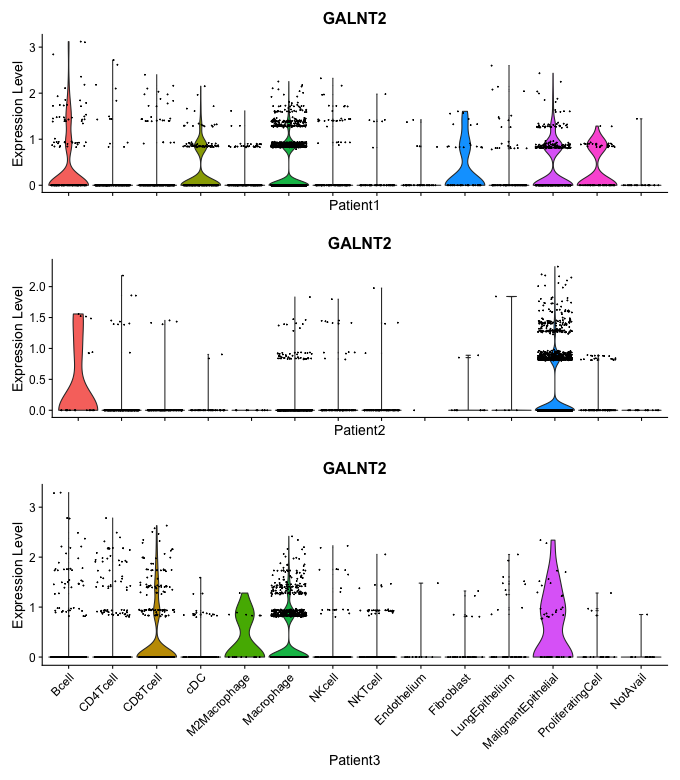 GALNT2
Expression Level
3
2
1
0
Patient1
GALNT2
Expression Level
2.0
1.5
1.0
0.5
0.0
Patient2
GALNT2
Expression Level
3
2
1
0
Bcell
CD4Tcell
CD8Tcell
cDC
M2Macrophage
Macrophage
NKcell
NKTcell
Endothelium
Fibroblast
LungEpithelium
MalignantEpithelial
ProliferatingCell
NotAvail
Patient3